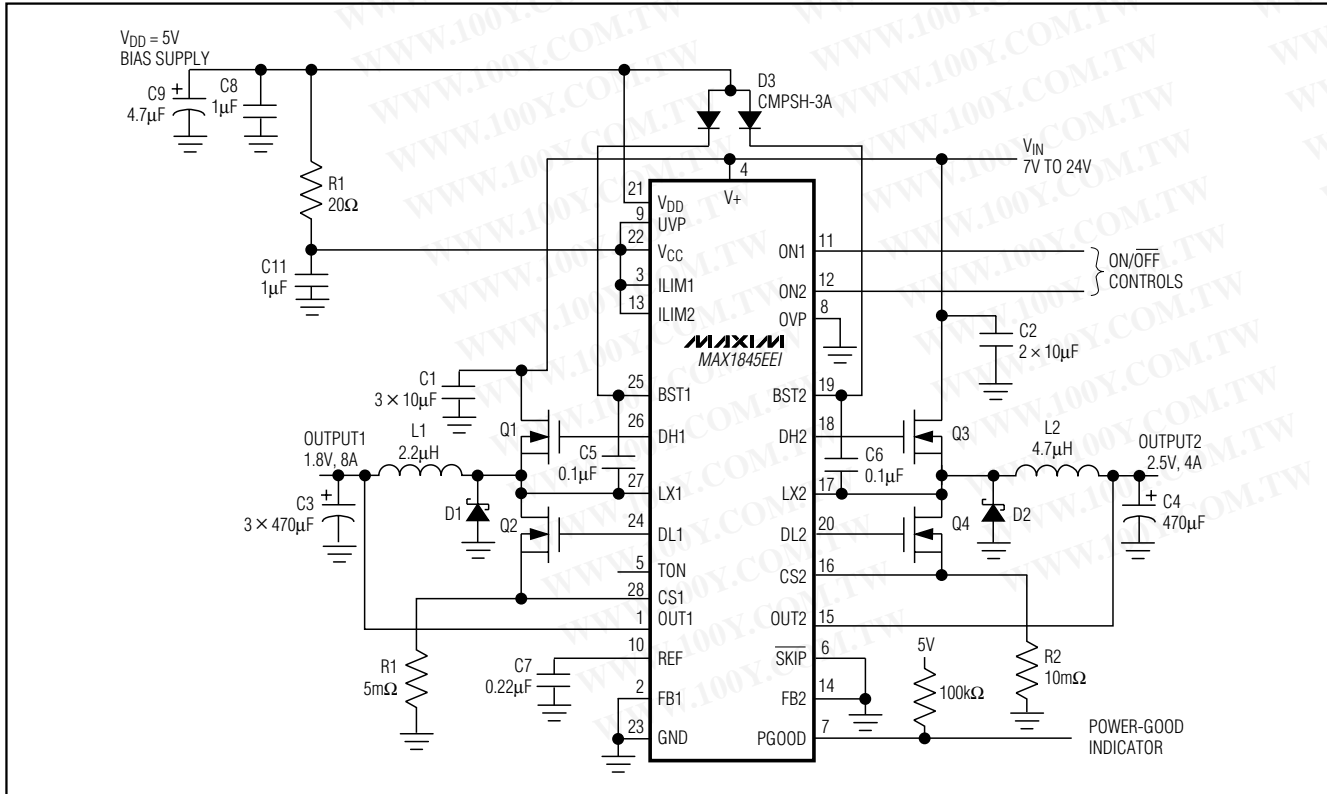 V_DD = 5V
BIAS SUPPLY
C9
4.7μF
+
C8
1μF
R1
20Ω
C11
1μF
D3
CMPSH-3A
V_IN
7V TO 24V
4
V+
21
V_DD
9
UVP
22
V_CC
3
ILIM1
13
ILIM2
ON1
11
ON2
12
ON/O̅F̅F̅
CONTROLS
OVP
8
MAXIM
MAX1845EEI
C1
3 × 10μF
C2
2 × 10μF
25
BST1
BST2
19
26
DH1
DH2
18
Q1
Q3
C5
0.1μF
C6
0.1μF
OUTPUT1
1.8V, 8A
L1
2.2μH
L2
4.7μH
OUTPUT2
2.5V, 4A
27
LX1
LX2
17
+
C3
3 × 470μF
D1
Q2
24
DL1
DL2
20
Q4
D2
+
C4
470μF
5
TON
CS2
16
28
CS1
1
OUT1
OUT2
15
10
REF
S̅K̅I̅P̅
6
C7
0.22μF
R1
5mΩ
2
FB1
FB2
14
23
GND
PGOOD
7
5V
100kΩ
R2
10mΩ
POWER-GOOD
INDICATOR
WWW.100Y.COM.TW